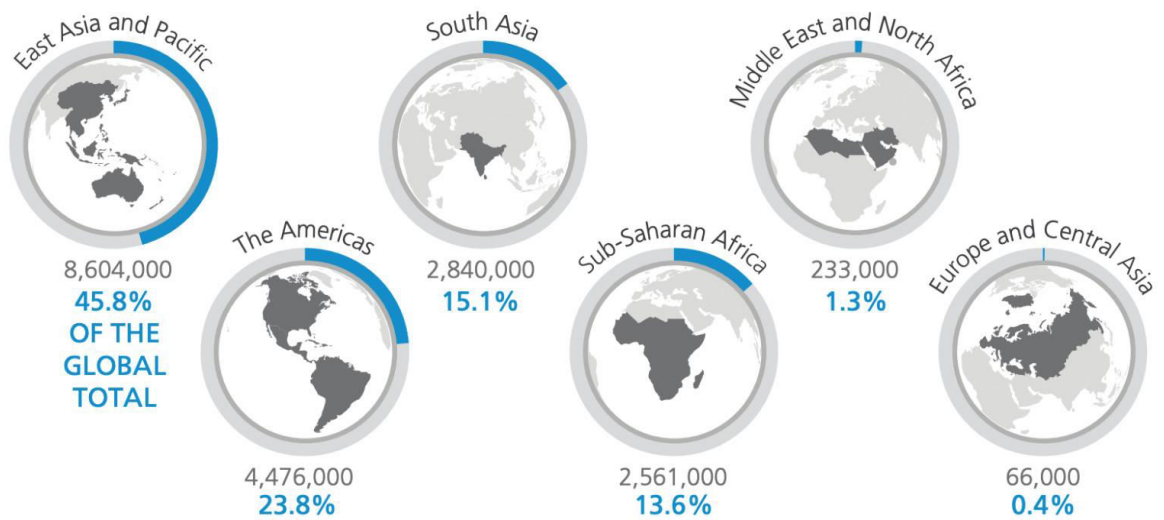 East Asia and Pacific
8,604,000
45.8%
OF THE
GLOBAL
TOTAL
The Americas
4,476,000
23.8%
South Asia
2,840,000
15.1%
Sub-Saharan Africa
2,561,000
13.6%
Middle East and North Africa
233,000
1.3%
Europe and Central Asia
66,000
0.4%